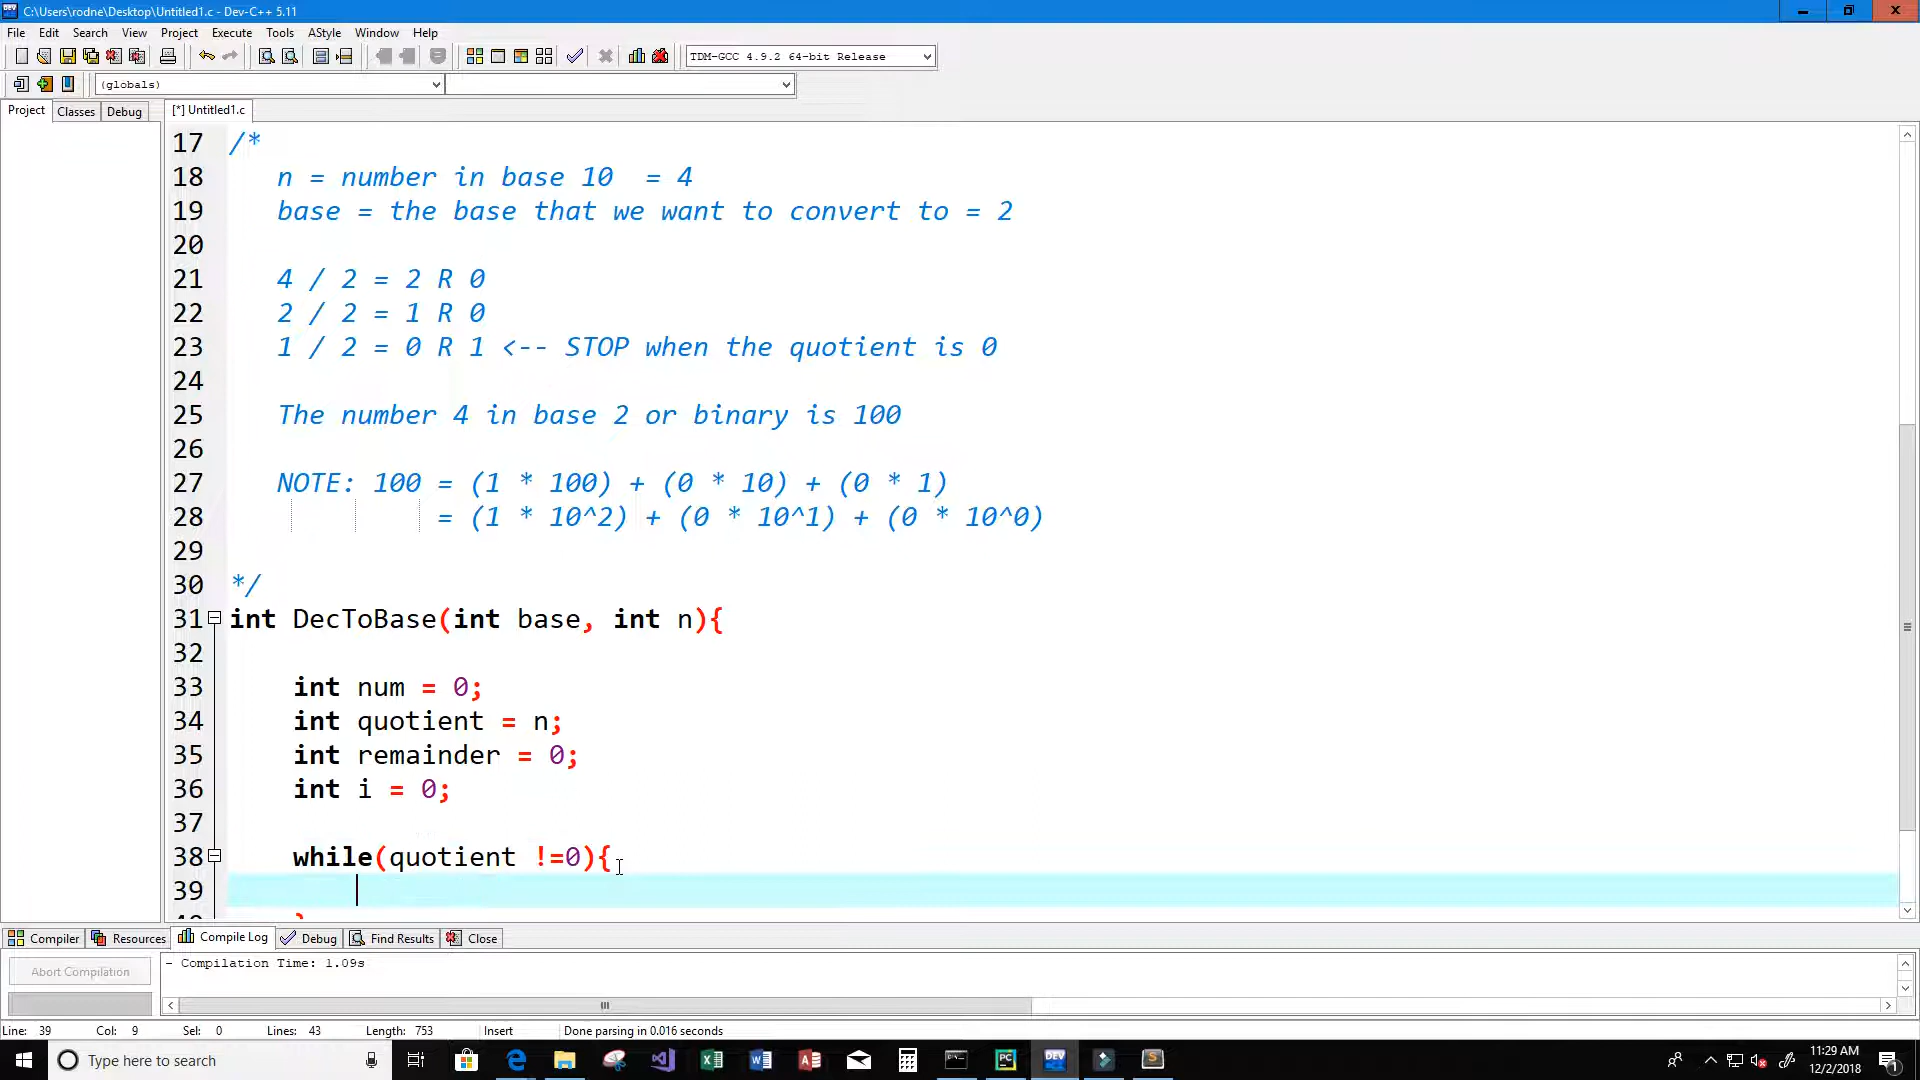 C:\Users\rodne\Desktop\Untitled1.c - Dev-C++ 5.11
File Edit Search View Project Execute Tools AStyle Window Help
TDM-GCC 4.9.2 64-bit Release
(globals)
Project Classes Debug [*] Untitled1.c
17 /*
18 n = number in base 10  = 4
19 base = the base that we want to convert to = 2
20
21 4 / 2 = 2 R 0
22 2 / 2 = 1 R 0
23 1 / 2 = 0 R 1 <-- STOP when the quotient is 0
24
25 The number 4 in base 2 or binary is 100
26
27 NOTE: 100 = (1 * 100) + (0 * 10) + (0 * 1)
28 = (1 * 10^2) + (0 * 10^1) + (0 * 10^0)
29
30 */
31 int DecToBase(int base, int n){
32
33 int num = 0;
34 int quotient = n;
35 int remainder = 0;
36 int i = 0;
37
38 while(quotient !=0){
39
Compiler Resources Compile Log Debug Find Results Close
Abort Compilation
- Compilation Time: 1.09s
Line: 39 Col: 9 Sel: 0 Lines: 43 Length: 753 Insert Done parsing in 0.016 seconds
Type here to search
11:29 AM
12/2/2018